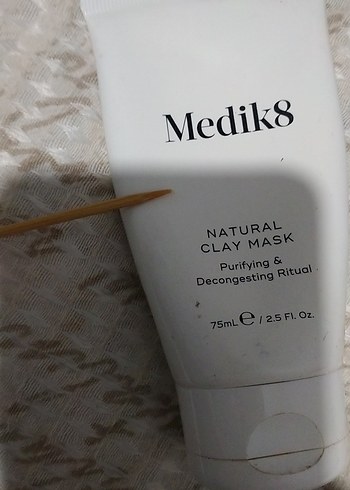 Medik8
NATURAL
CLAY MASK
Purifying &
Decongesting Ritual
75mL ℮ / 2.5 Fl. Oz.